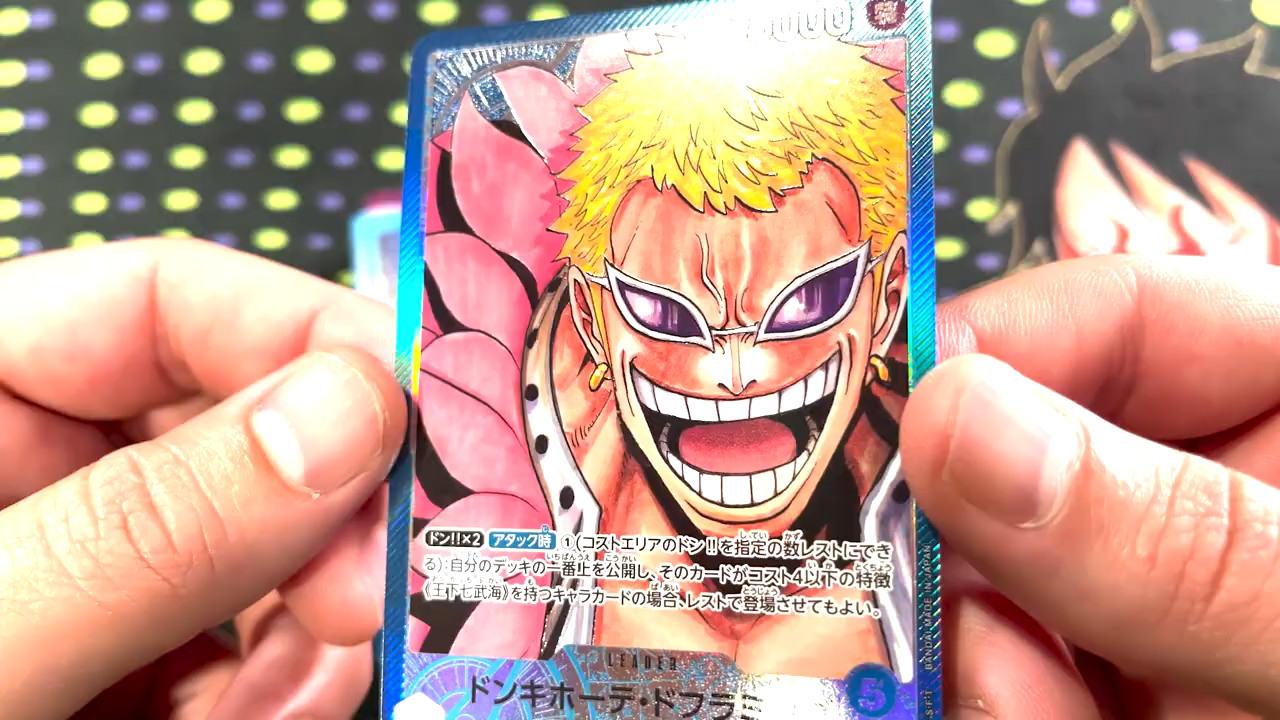 000
ドン!!×2 アタック時 ①(コストエリアのドン!!を指定の数レストにでき
る):自分のデッキの一番上を公開し、そのカードがコスト4以下の特徴
《王下七武海》を持つキャラカードの場合、レストで登場させてもよい。
LEADER
ドンキホーテ・ドフラミ
5
BANDAI MADE IN JAPAN